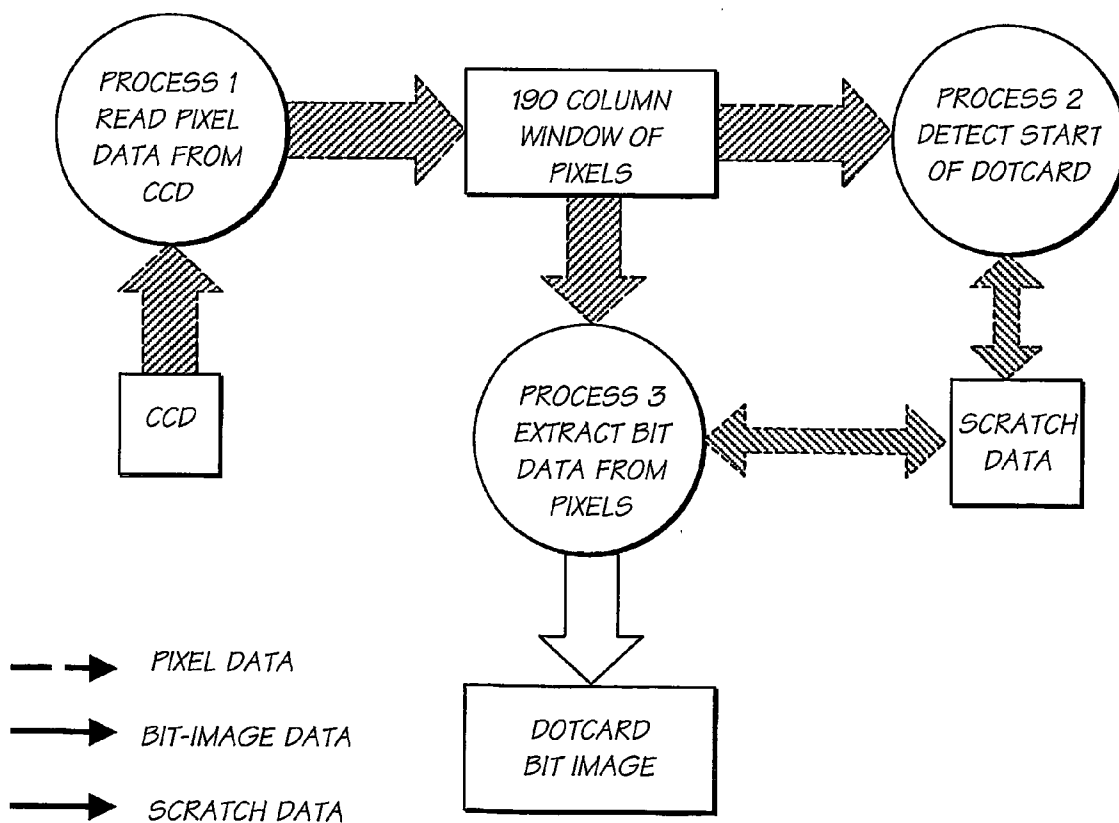 PROCESS 1
READ PIXEL
DATA FROM
CCD
190 COLUMN
WINDOW OF
PIXELS
PROCESS 2
DETECT START
OF DOTCARD
CCD
PROCESS 3
EXTRACT BIT
DATA FROM
PIXELS
SCRATCH
DATA
PIXEL DATA
BIT-IMAGE DATA
SCRATCH DATA
DOTCARD
BIT IMAGE